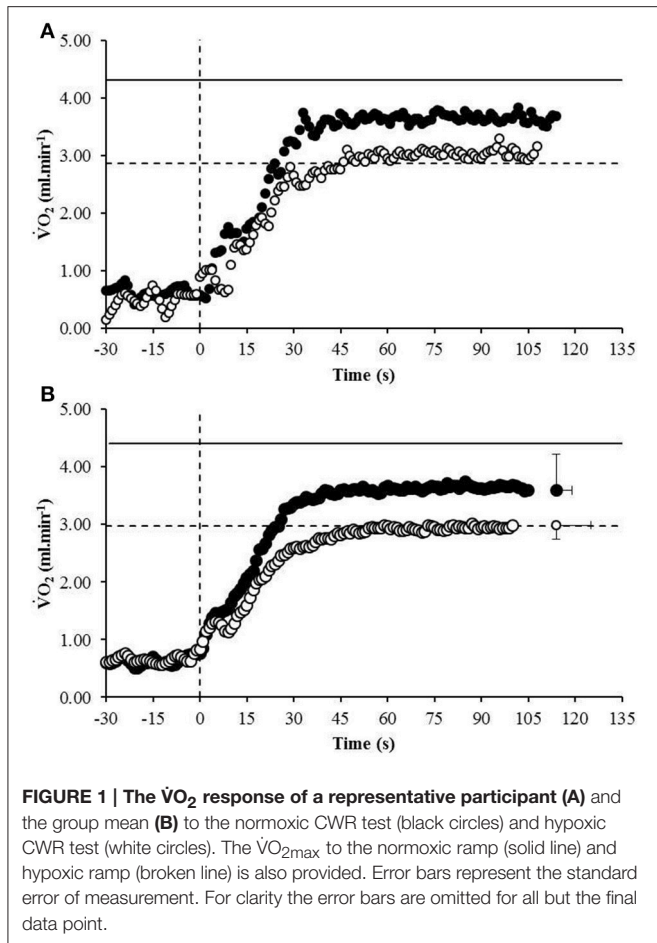 A
5.00
4.00
3.00
2.00
1.00
0.00
V̇O2 (ml.min-1)
-30 -15 0 15 30 45 60 75 90 105 120 135
Time (s)
B
5.00
4.00
3.00
2.00
1.00
0.00
V̇O2 (ml.min-1)
-30 -15 0 15 30 45 60 75 90 105 120 135
Time (s)
FIGURE 1 | The V̇O2 response of a representative participant (A) and
the group mean (B) to the normoxic CWR test (black circles) and hypoxic
CWR test (white circles). The V̇O2max to the normoxic ramp (solid line) and
hypoxic ramp (broken line) is also provided. Error bars represent the standard
error of measurement. For clarity the error bars are omitted for all but the final
data point.